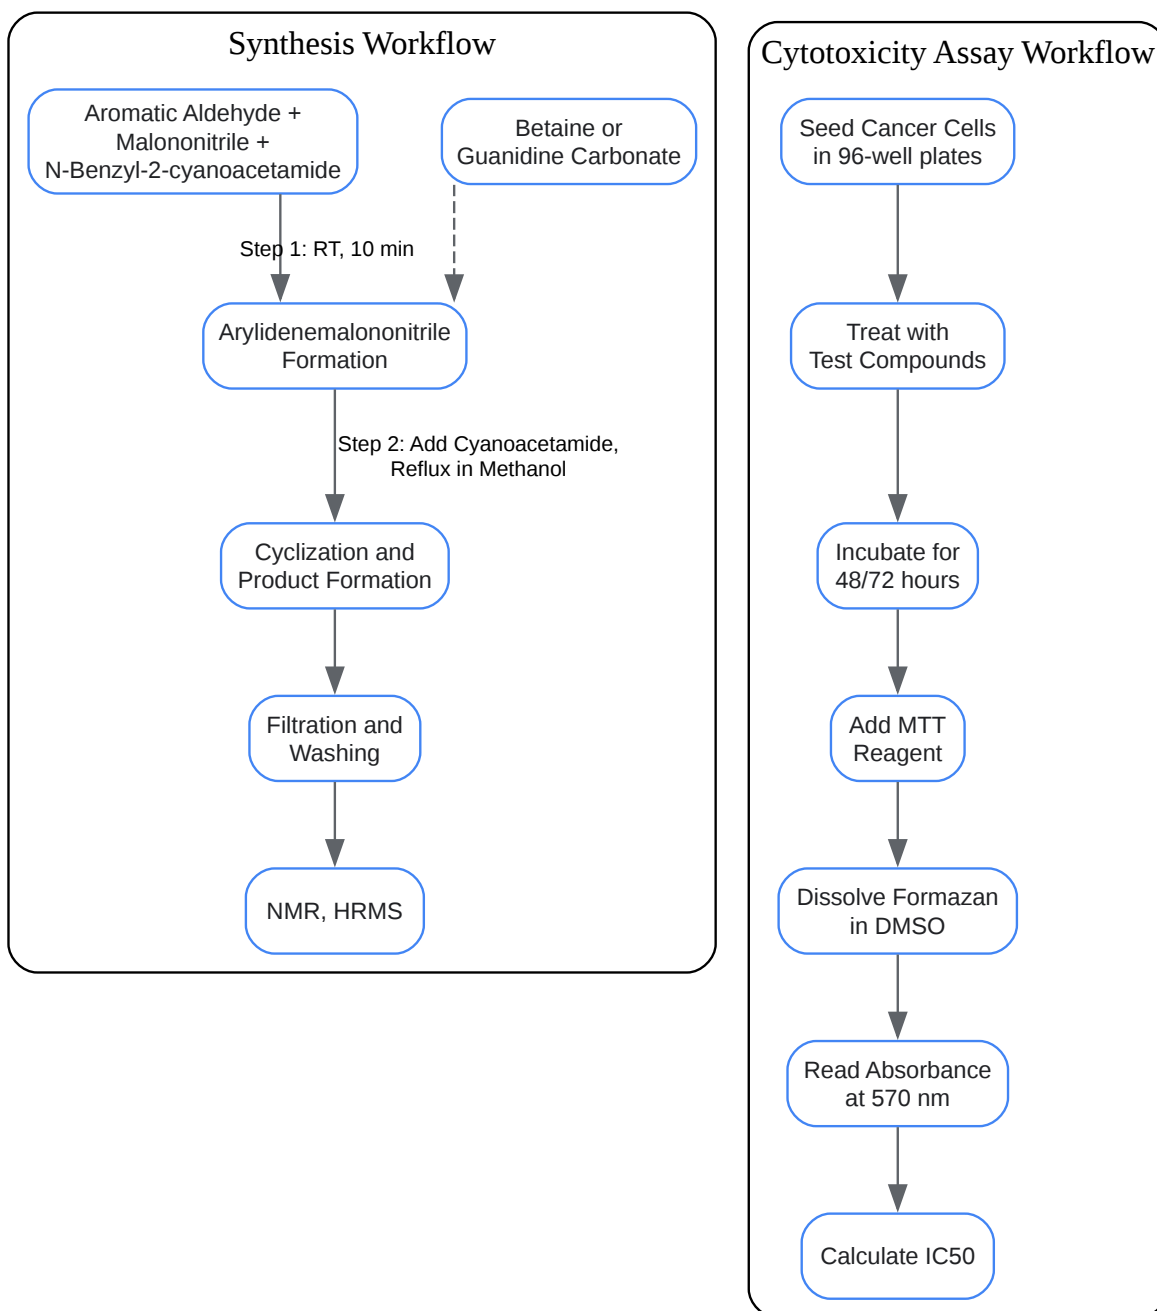 Synthesis Workflow
Aromatic Aldehyde +
Malononitrile +
N-Benzyl-2-cyanoacetamide
Betaine or
Guanidine Carbonate
Step 1: RT, 10 min
Arylidenemalononitrile
Formation
Step 2: Add Cyanoacetamide,
Reflux in Methanol
Cyclization and
Product Formation
Filtration and
Washing
NMR, HRMS
Cytotoxicity Assay Workflow
Seed Cancer Cells
in 96-well plates
Treat with
Test Compounds
Incubate for
48/72 hours
Add MTT
Reagent
Dissolve Formazan
in DMSO
Read Absorbance
at 570 nm
Calculate IC50